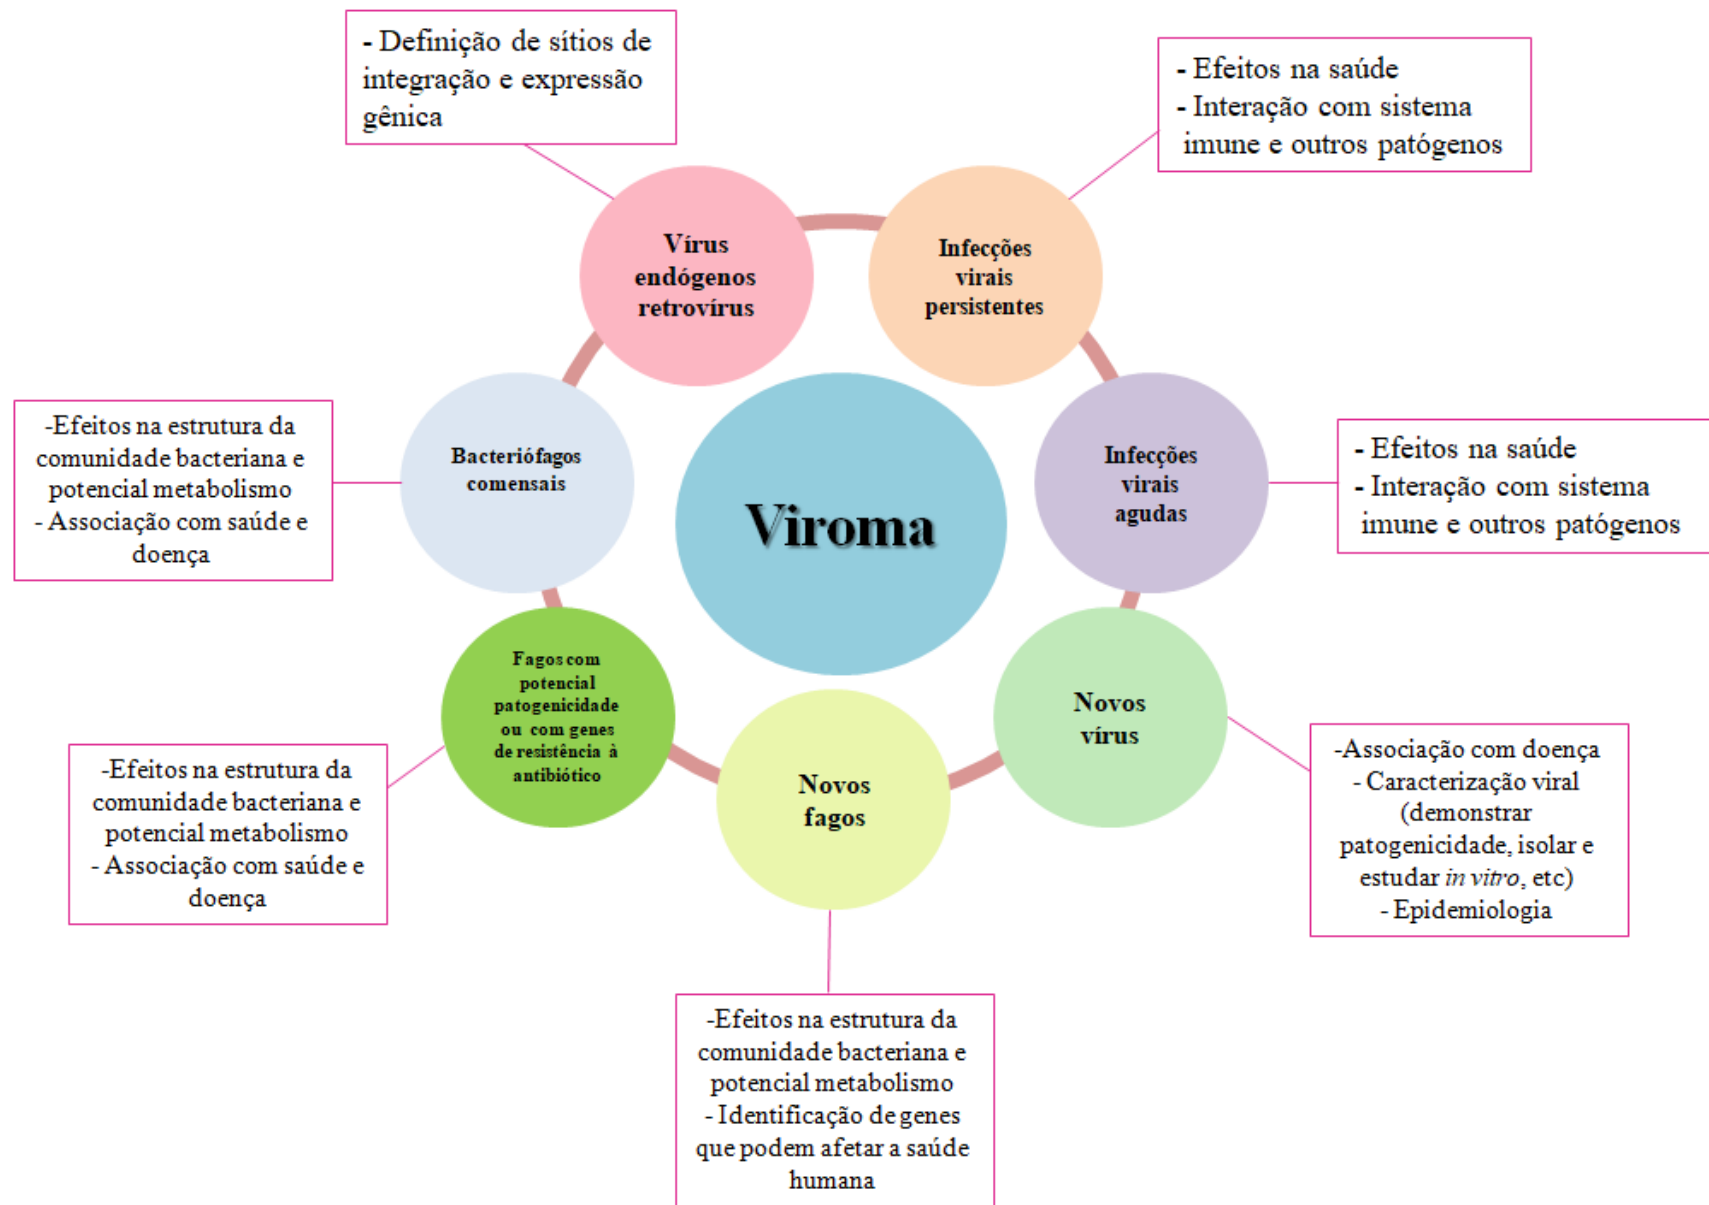 - Definição de sítios de
integração e expressão
gênica
- Efeitos na saúde
- Interação com sistema
imune e outros patógenos
Vírus
endógenos
retrovírus
Infecções
virais
persistentes
-Efeitos na estrutura da
comunidade bacteriana e
potencial metabolismo
- Associação com saúde e
doença
Bacteriófagos
comensais
Viroma
Infecções
virais
agudas
- Efeitos na saúde
- Interação com sistema
imune e outros patógenos
Fagos com
potencial
patogenicidade
ou com genes
de resistência à
antibiótico
Novos
vírus
-Efeitos na estrutura da
comunidade bacteriana e
potencial metabolismo
- Associação com saúde e
doença
Novos
fagos
-Associação com doença
- Caracterização viral
(demonstrar
patogenicidade, isolar e
estudar in vitro, etc)
- Epidemiologia
-Efeitos na estrutura da
comunidade bacteriana e
potencial metabolismo
- Identificação de genes
que podem afetar a saúde
humana